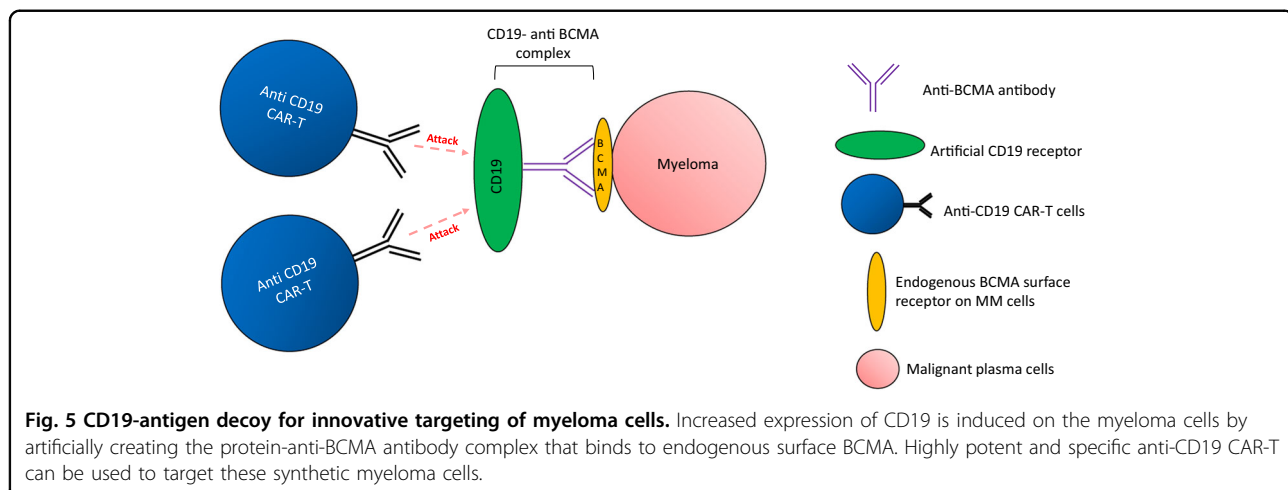 CD19- anti BCMA
complex
Anti CD19
CAR-T
Attack
CD19
B
C
M
A
Myeloma
Attack
Anti CD19
CAR-T
Anti-BCMA antibody
Artificial CD19 receptor
Anti-CD19 CAR-T cells
Endogenous BCMA surface
receptor on MM cells
Malignant plasma cells
Fig. 5 CD19-antigen decoy for innovative targeting of myeloma cells. Increased expression of CD19 is induced on the myeloma cells by
artificially creating the protein-anti-BCMA antibody complex that binds to endogenous surface BCMA. Highly potent and specific anti-CD19 CAR-T
can be used to target these synthetic myeloma cells.